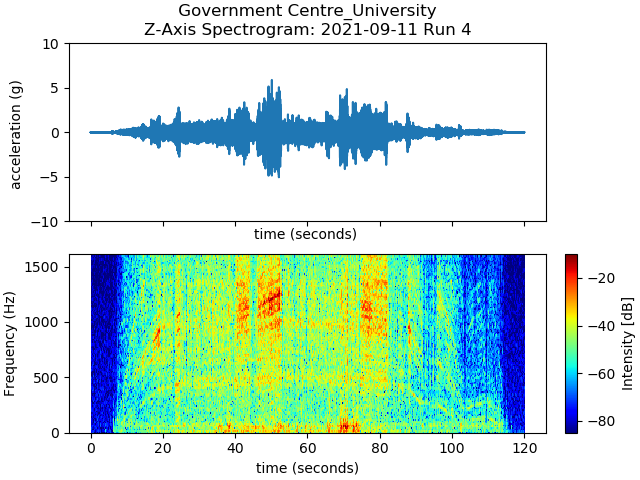 Government Centre_University
Z-Axis Spectrogram: 2021-09-11 Run 4
10
5
0
−5
−10
acceleration (g)
time (seconds)
1500
1000
500
0
Frequency (Hz)
0 20 40 60 80 100 120
time (seconds)
−20
−40
−60
−80
Intensity [dB]